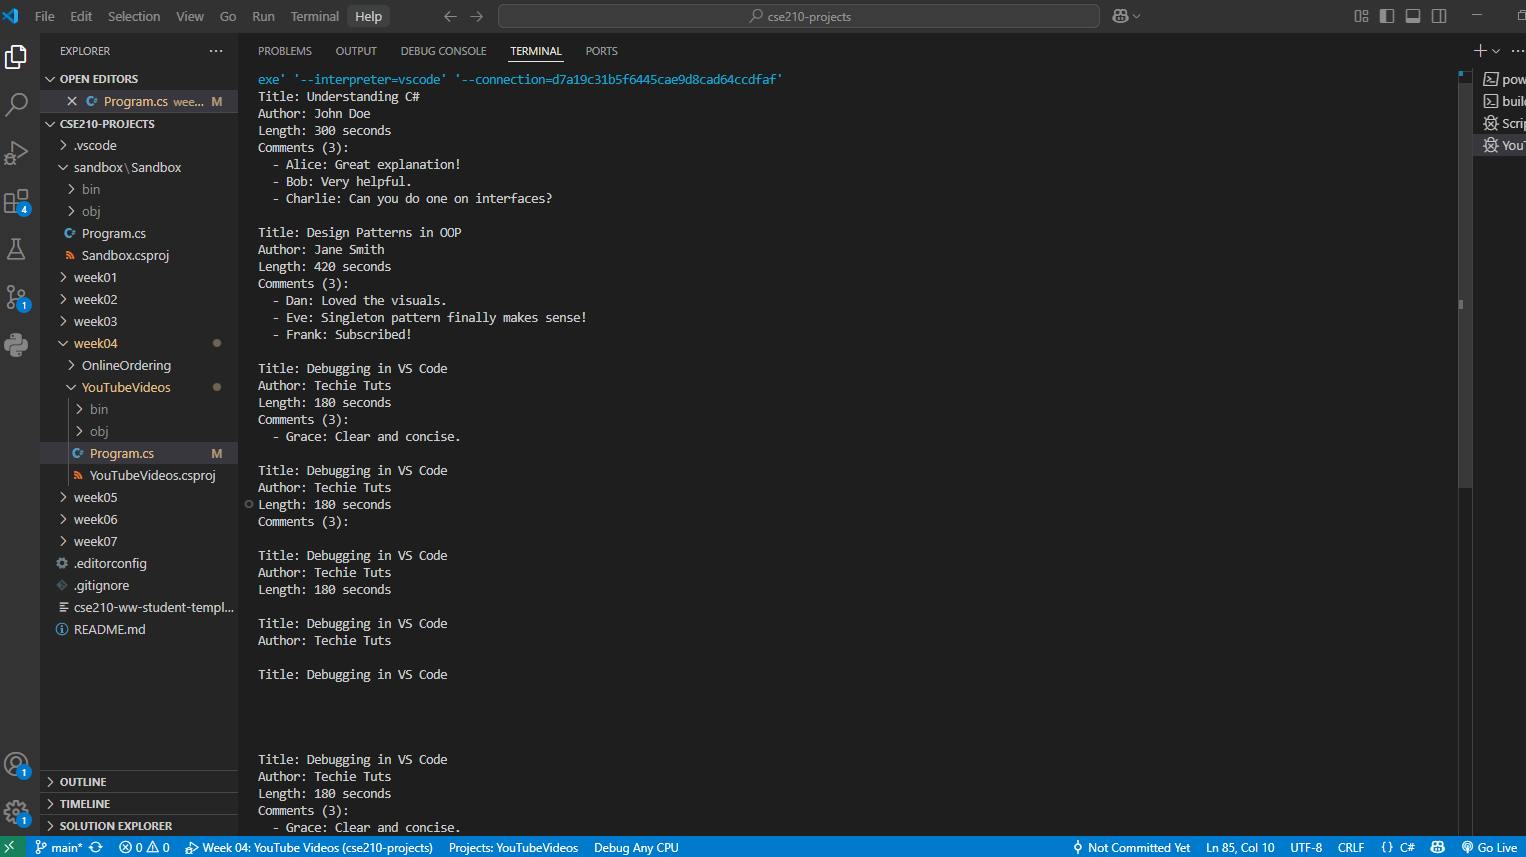 File Edit Selection View Go Run Terminal Help
cse210-projects
EXPLORER
OPEN EDITORS
Program.cs wee... M
CSE210-PROJECTS
.vscode
sandbox\Sandbox
bin
obj
Program.cs
Sandbox.csproj
week01
week02
week03
week04
OnlineOrdering
YouTubeVideos
bin
obj
Program.cs M
YouTubeVideos.csproj
week05
week06
week07
.editorconfig
.gitignore
cse210-ww-student-templ...
README.md
OUTLINE
TIMELINE
SOLUTION EXPLORER
4
1
1
1
PROBLEMS OUTPUT DEBUG CONSOLE TERMINAL PORTS
exe' '--interpreter=vscode' '--connection=d7a19c31b5f6445cae9d8cad64ccdfaf'
Title: Understanding C#
Author: John Doe
Length: 300 seconds
Comments (3):
- Alice: Great explanation!
- Bob: Very helpful.
- Charlie: Can you do one on interfaces?
Title: Design Patterns in OOP
Author: Jane Smith
Length: 420 seconds
Comments (3):
- Dan: Loved the visuals.
- Eve: Singleton pattern finally makes sense!
- Frank: Subscribed!
Title: Debugging in VS Code
Author: Techie Tuts
Length: 180 seconds
Comments (3):
- Grace: Clear and concise.
Title: Debugging in VS Code
Author: Techie Tuts
Length: 180 seconds
Comments (3):
Title: Debugging in VS Code
Author: Techie Tuts
Length: 180 seconds
Title: Debugging in VS Code
Author: Techie Tuts
Title: Debugging in VS Code
Title: Debugging in VS Code
Author: Techie Tuts
Length: 180 seconds
Comments (3):
- Grace: Clear and concise.
pow
build
Scrip
YouT
main* 0 0 Week 04: YouTube Videos (cse210-projects) Projects: YouTubeVideos Debug Any CPU Not Committed Yet Ln 85, Col 10 UTF-8 CRLF {} C# Go Live